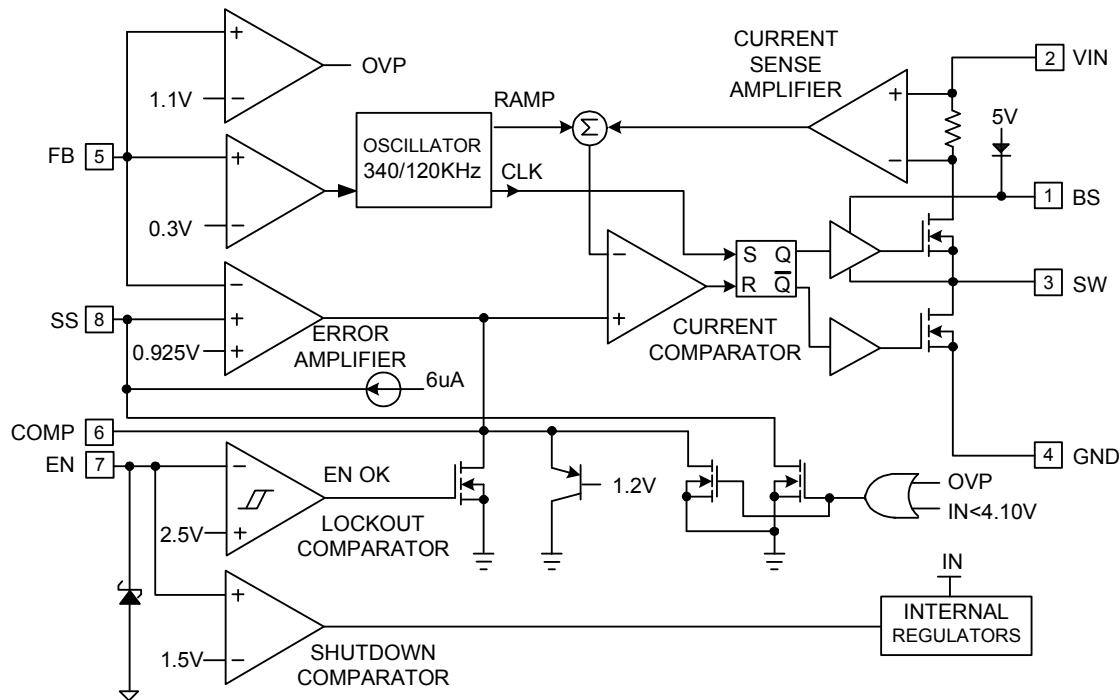 CURRENT
SENSE
AMPLIFIER
+
−
2 VIN
+
−
OVP
1.1V
RAMP
Σ
5V
FB 5
OSCILLATOR
340/120KHz
+
−
0.3V
CLK
1 BS
S Q
R Q̅
−
+
3 SW
SS 8
−
+
+
0.925V
ERROR
AMPLIFIER
CURRENT
COMPARATOR
6uA
COMP 6
EN 7
4 GND
−
+
2.5V
EN OK
LOCKOUT
COMPARATOR
1.2V
OVP
IN<4.10V
IN
INTERNAL
REGULATORS
+
−
1.5V
SHUTDOWN
COMPARATOR